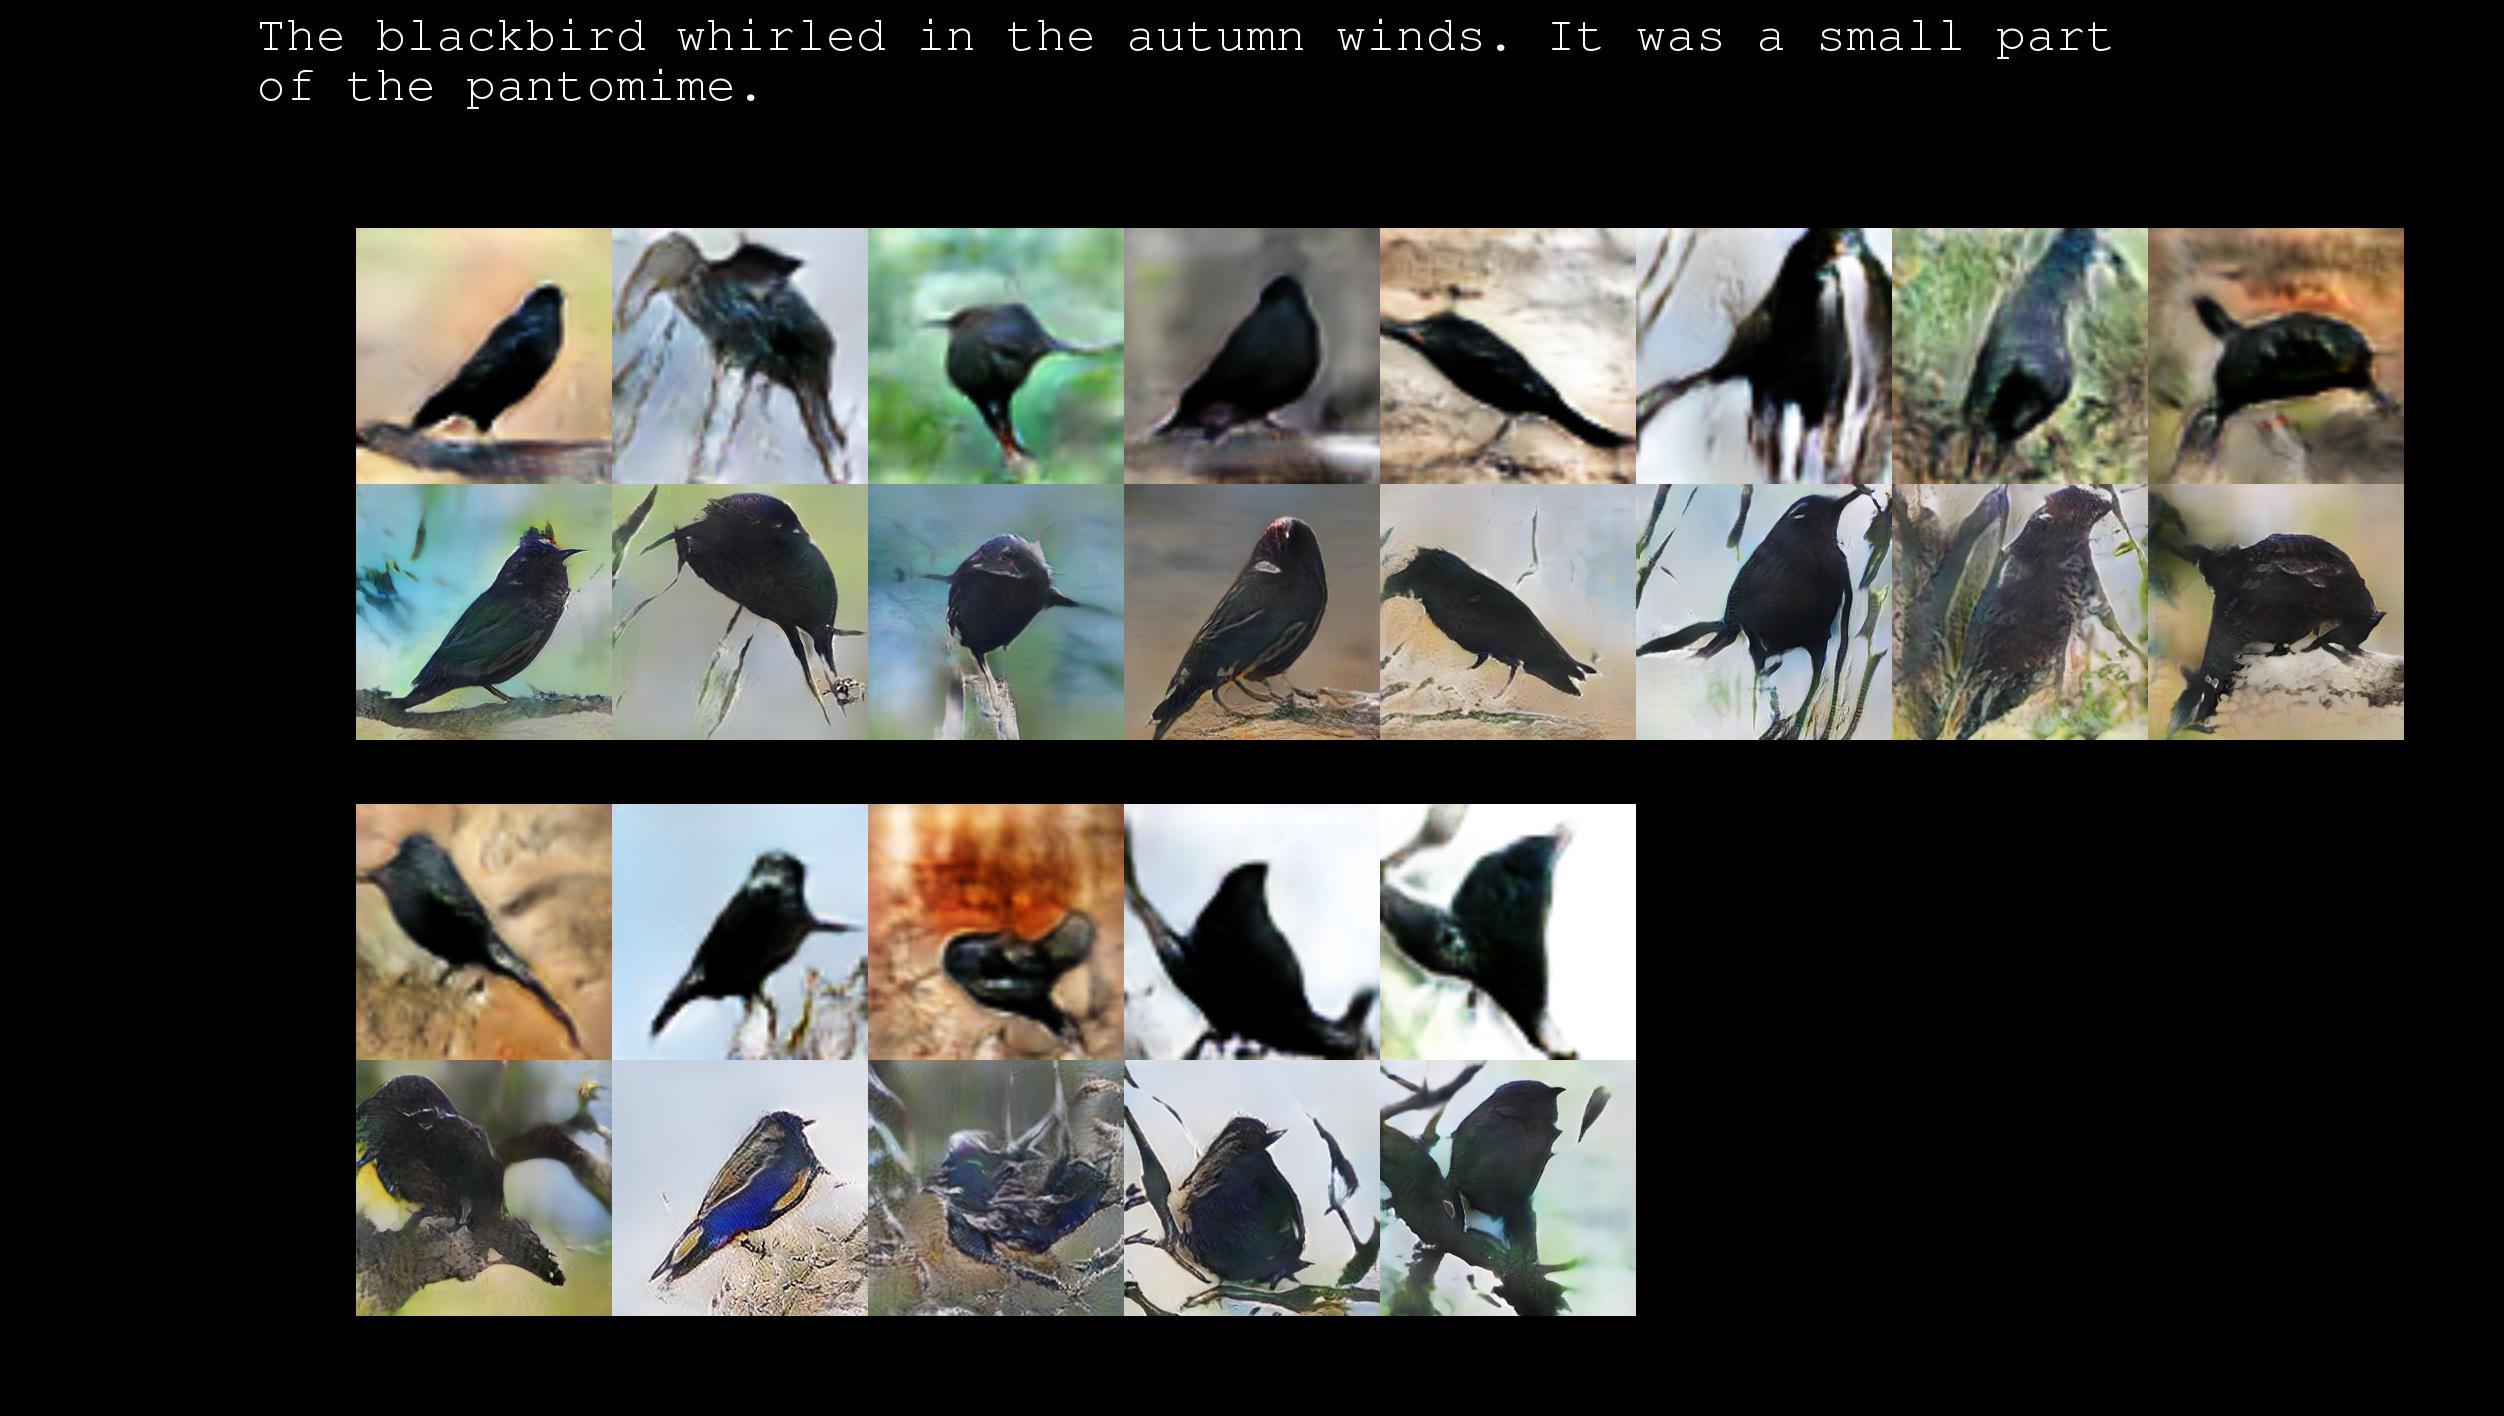 The blackbird whirled in the autumn winds. It was a small part
of the pantomime.